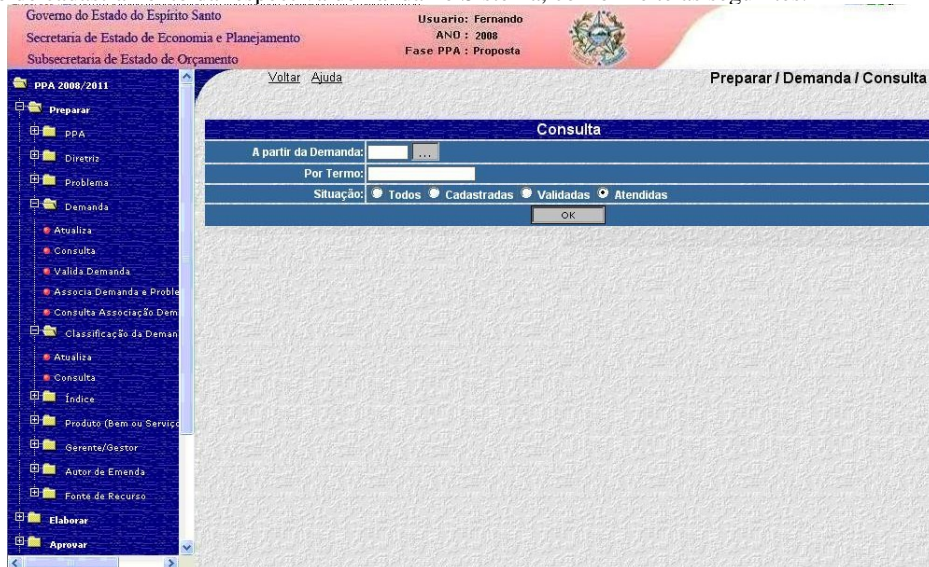 Governo do Estado do Espírito Santo
Secretaria de Estado de Economia e Planejamento
Subsecretaria de Estado de Orçamento
Usuario: Fernando
ANO : 2008
Fase PPA : Proposta
PPA 2008/2011
Preparar
PPA
Diretriz
Problema
Demanda
Atualiza
Consulta
Valida Demanda
Associa Demanda e Proble
Consulta Associação Dem
Classificação da Deman
Atualiza
Consulta
Índice
Produto (Bem ou Serviço
Gerente/Gestor
Autor de Emenda
Fonte de Recurso
Elaborar
Aprovar
Voltar Ajuda
Preparar / Demanda / Consulta
Consulta
A partir da Demanda: ...
Por Termo:
Situação: Todos Cadastradas Validadas Atendidas
OK